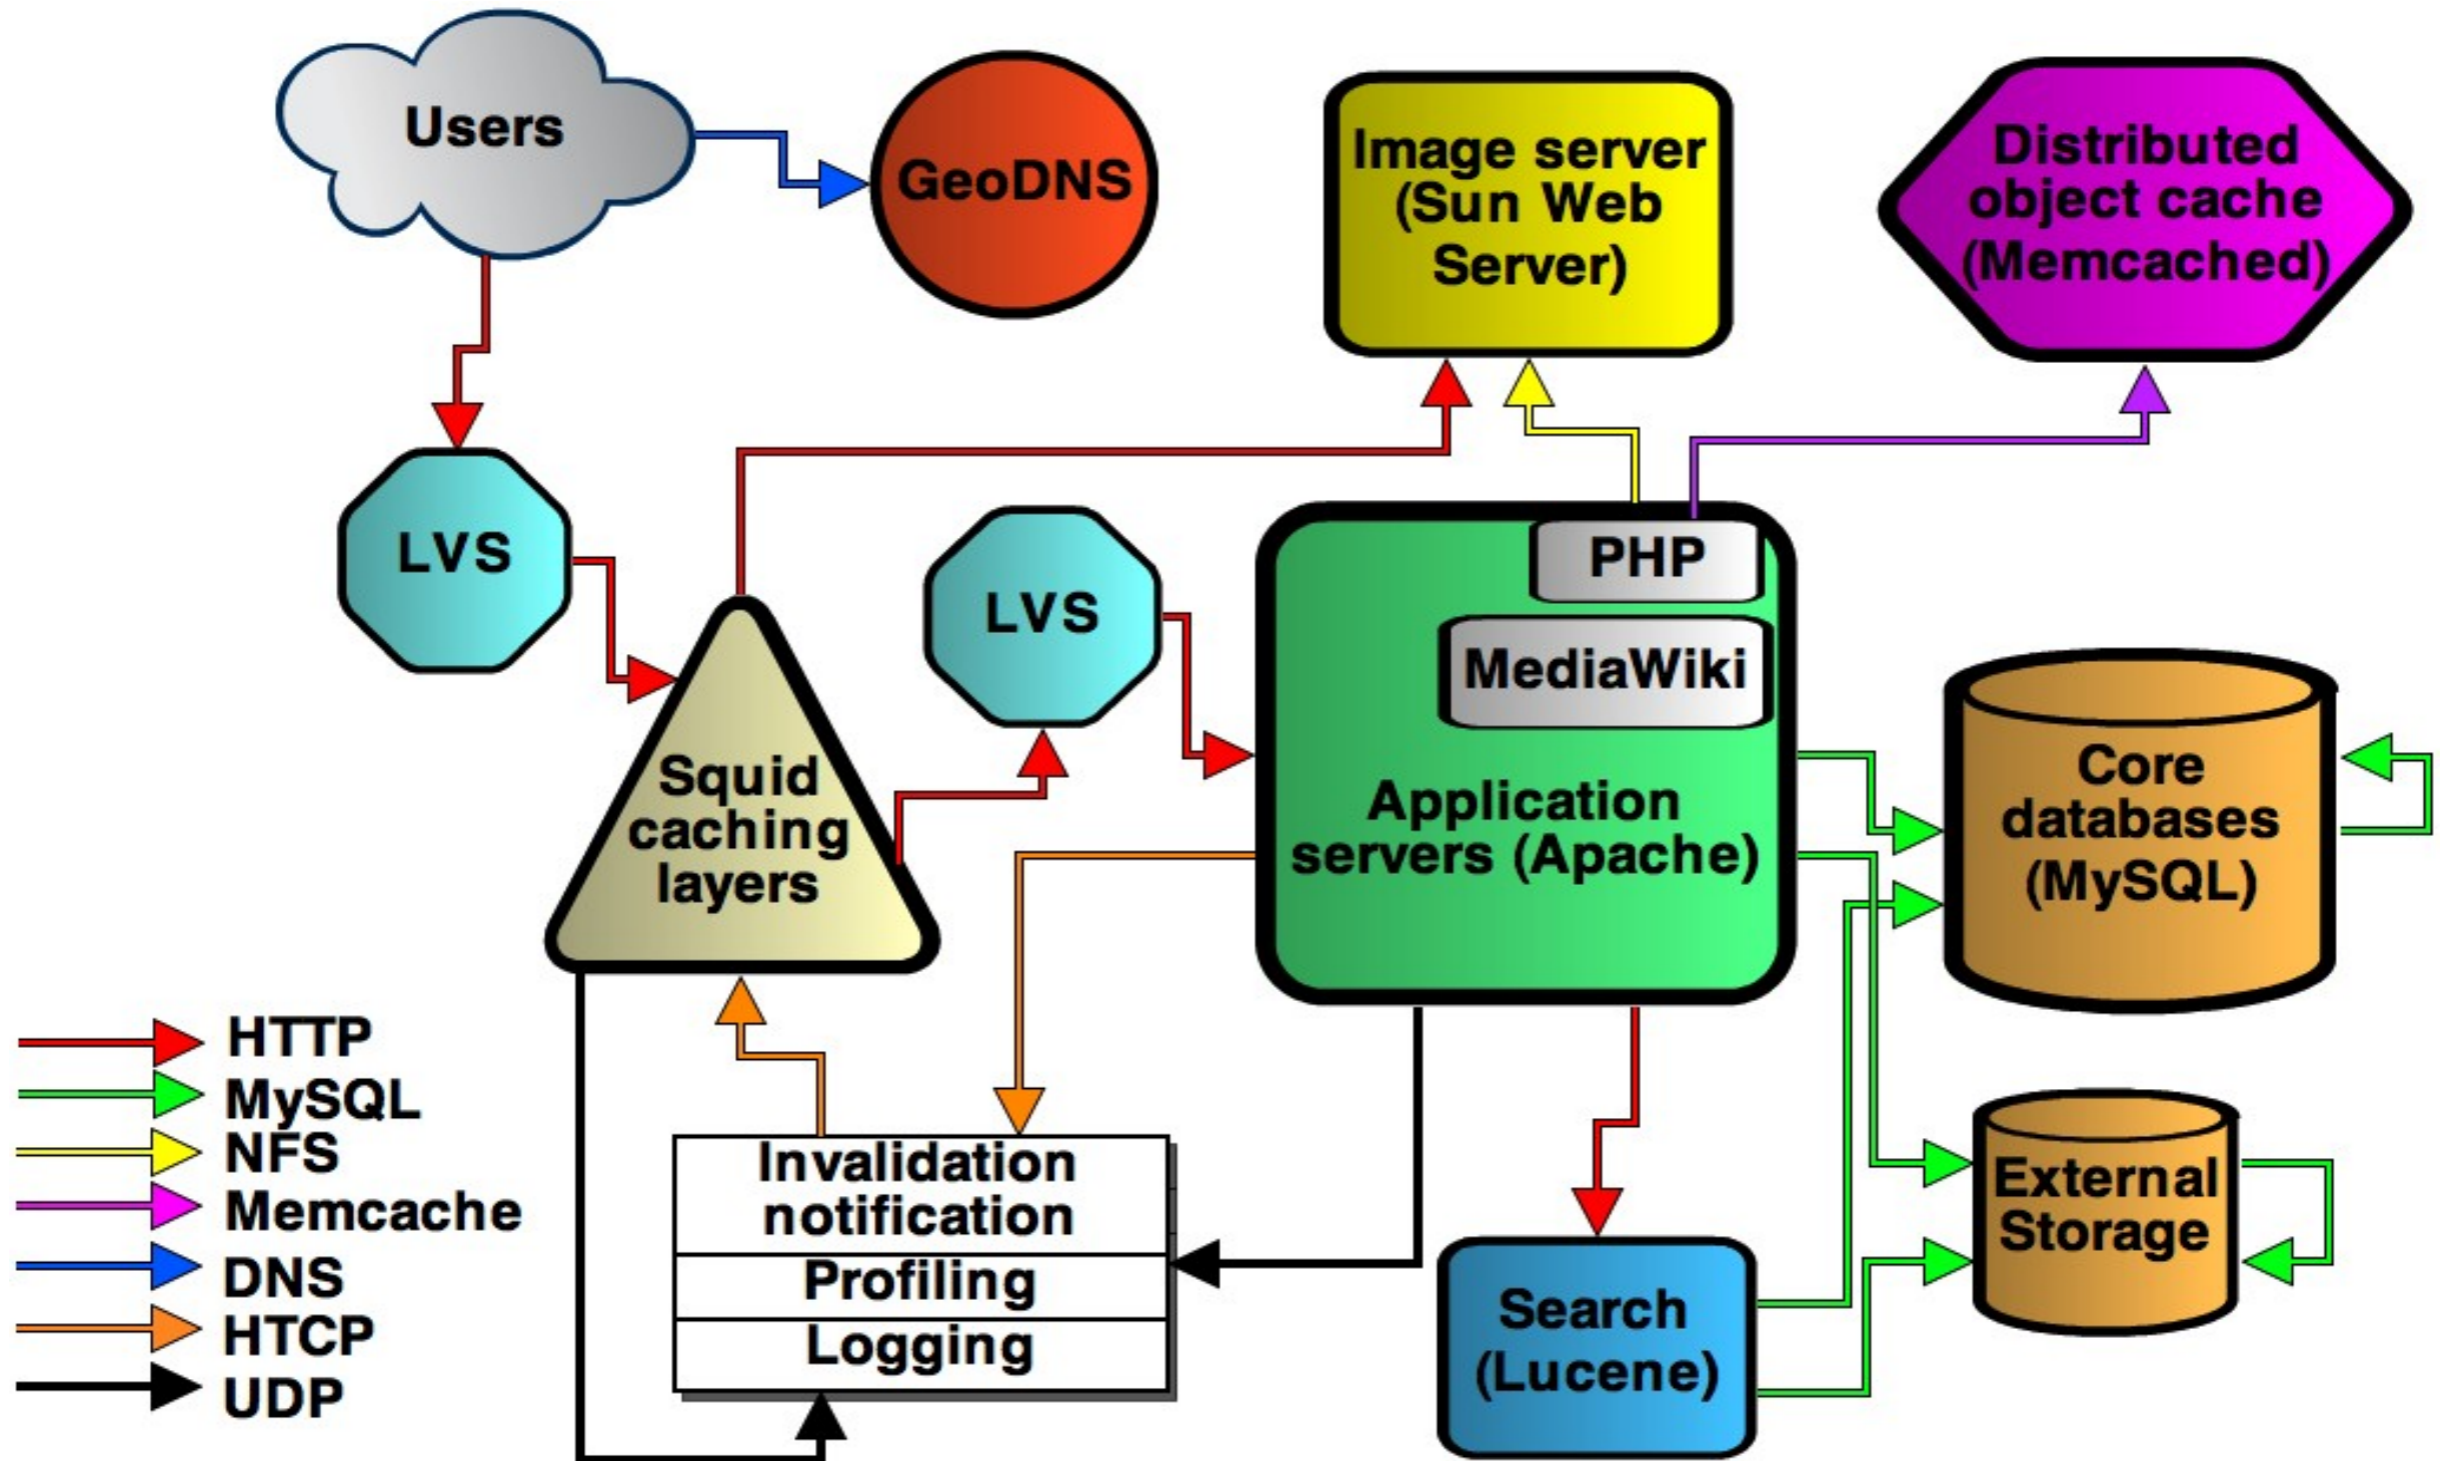 Users
GeoDNS
Image server
(Sun Web
Server)
Distributed
object cache
(Memcached)
LVS
LVS
PHP
MediaWiki
Application
servers (Apache)
Squid
caching
layers
Core
databases
(MySQL)
HTTP
MySQL
NFS
Memcache
DNS
HTCP
UDP
Invalidation
notification
Profiling
Logging
Search
(Lucene)
External
Storage